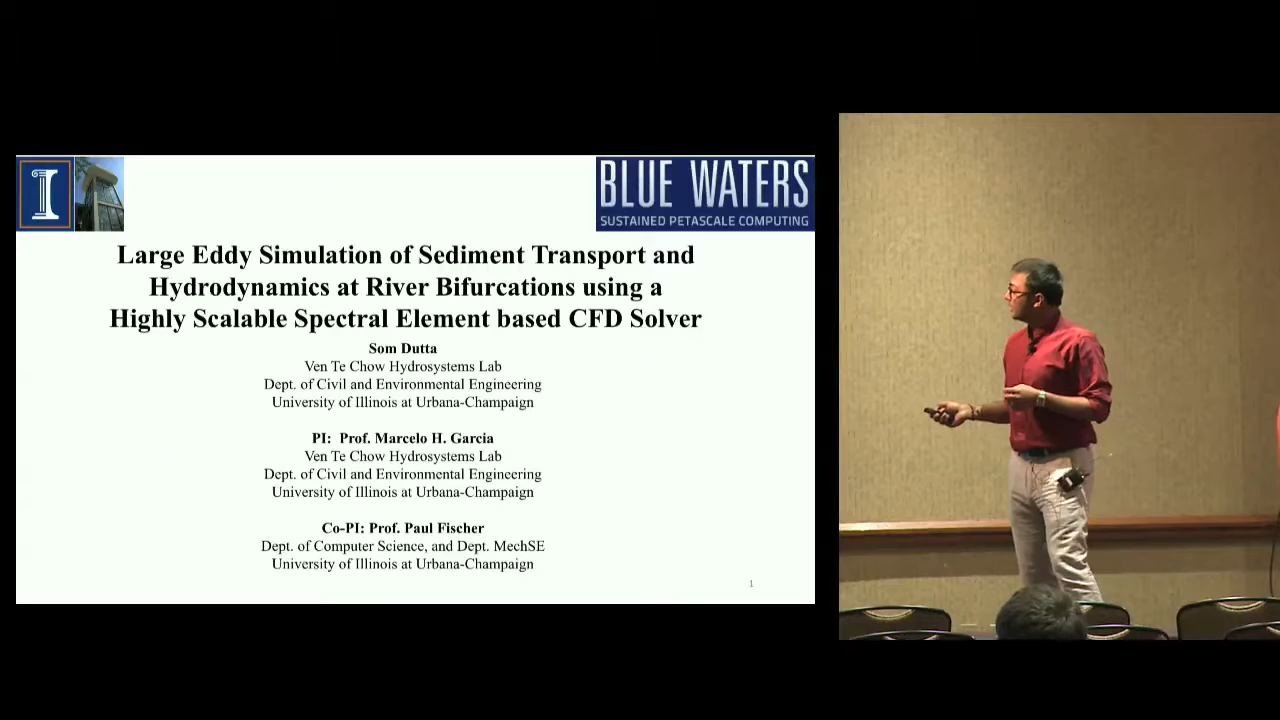 I
BLUE WATERS
SUSTAINED PETASCALE COMPUTING
Large Eddy Simulation of Sediment Transport and
Hydrodynamics at River Bifurcations using a
Highly Scalable Spectral Element based CFD Solver
Som Dutta
Ven Te Chow Hydrosystems Lab
Dept. of Civil and Environmental Engineering
University of Illinois at Urbana-Champaign
PI: Prof. Marcelo H. Garcia
Ven Te Chow Hydrosystems Lab
Dept. of Civil and Environmental Engineering
University of Illinois at Urbana-Champaign
Co-PI: Prof. Paul Fischer
Dept. of Computer Science, and Dept. MechSE
University of Illinois at Urbana-Champaign
1